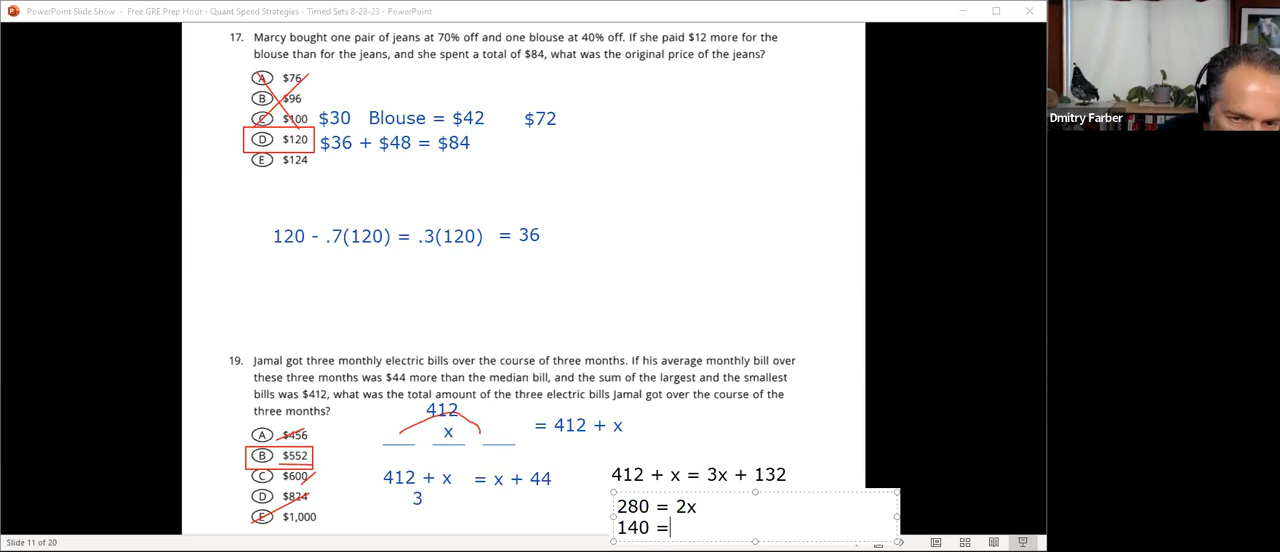 PowerPoint Slide Show - Free GRE Prep Hour - Quant Speed Strategies - Timed Sets 8-28-23 - PowerPoint
17. Marcy bought one pair of jeans at 70% off and one blouse at 40% off. If she paid $12 more for the
blouse than for the jeans, and she spent a total of $84, what was the original price of the jeans?
A $76
B $96
C $100 $30 Blouse = $42 $72
D $120 $36 + $48 = $84
E $124
120 - .7(120) = .3(120) = 36
19. Jamal got three monthly electric bills over the course of three months. If his average monthly bill over
these three months was $44 more than the median bill, and the sum of the largest and the smallest
bills was $412, what was the total amount of the three electric bills Jamal got over the course of the
three months?
412
A $456
x = 412 + x
B $552
C $600
412 + x = x + 44
3
D $824
E $1,000
412 + x = 3x + 132
280 = 2x
140 =
Slide 11 of 20
Dmitry Farber